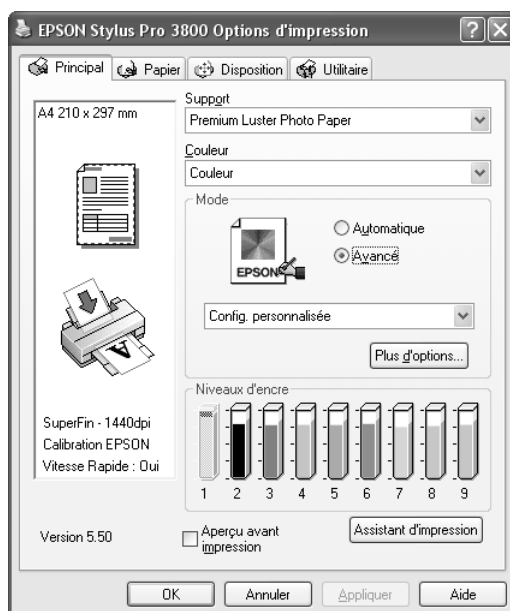 EPSON Stylus Pro 3800 Options d'impression
Principal
Papier
Disposition
Utilitaire
A4 210 x 297 mm
Support
Premium Luster Photo Paper
Couleur
Couleur
Mode
EPSON
Automatique
Avancé
Config. personnalisée
Plus d'options...
Niveaux d'encre
1 2 3 4 5 6 7 8 9
SuperFin - 1440dpi
Calibration EPSON
Vitesse Rapide : Oui
Version 5.50
Aperçu avant
impression
Assistant d'impression
OK
Annuler
Appliquer
Aide